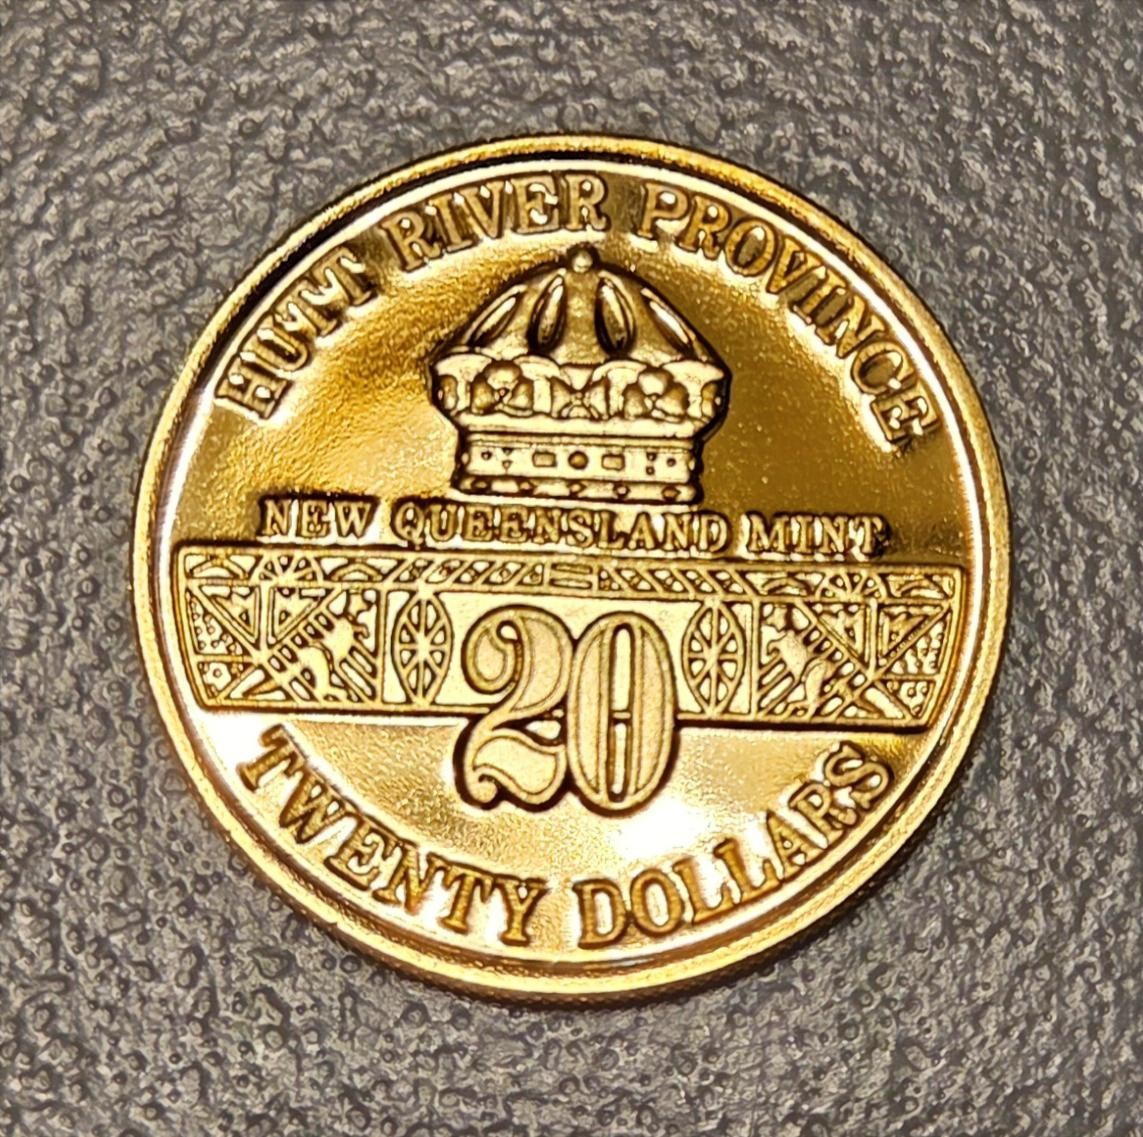 HUTT RIVER PROVINCE
NEW QUEENSLAND MINT
20
TWENTY DOLLARS